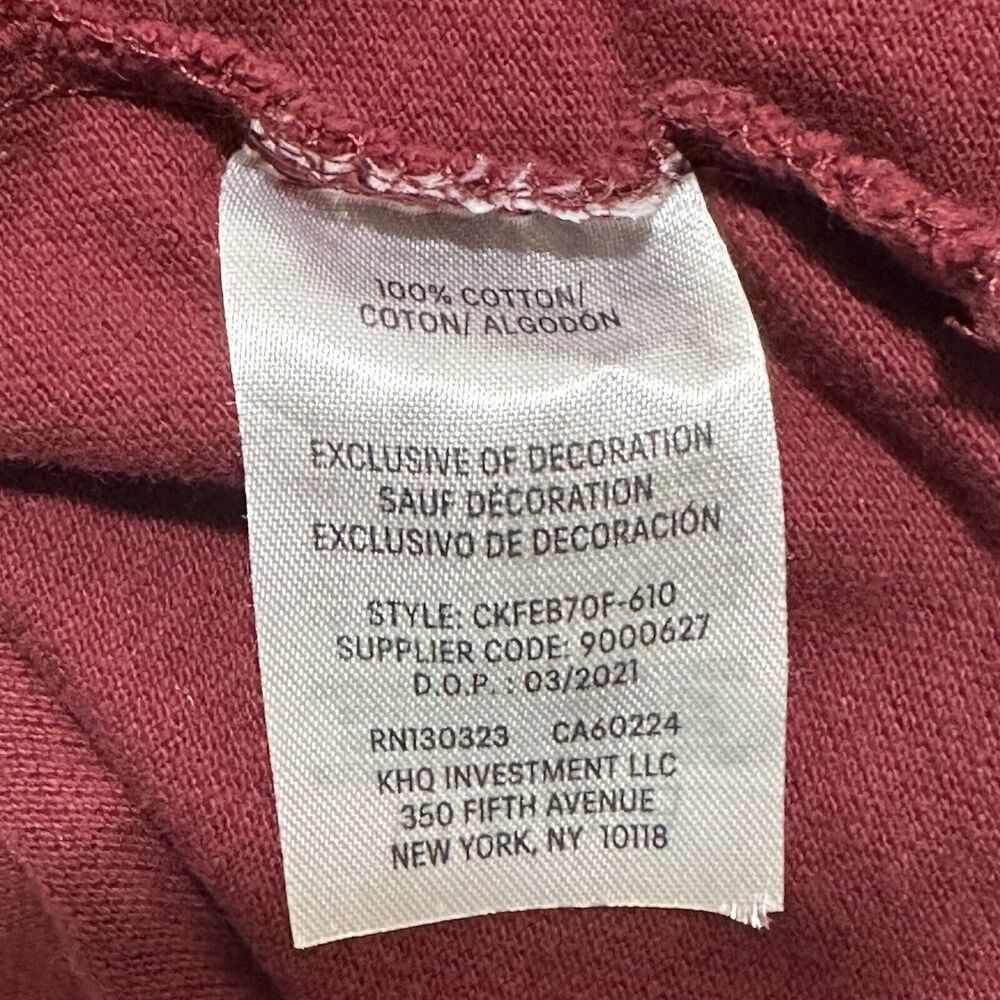 100% COTTON/
COTON/ ALGODÓN
EXCLUSIVE OF DECORATION
SAUF DÉCORATION
EXCLUSIVO DE DECORACIÓN
STYLE: CKFEB70F-610
SUPPLIER CODE: 9000627
D.O.P. : 03/2021
RN130323 CA60224
KHQ INVESTMENT LLC
350 FIFTH AVENUE
NEW YORK, NY 10118